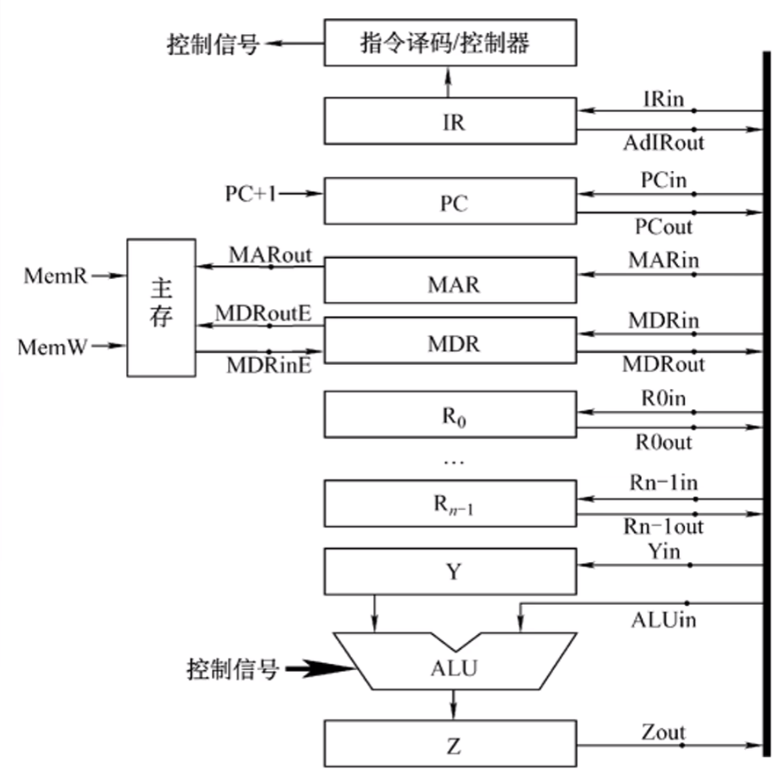 控制信号
指令译码/控制器
IRin
IR
AdIRout
PCin
PC+1
PC
PCout
MARout
MARin
MemR
主存
MAR
MDRoutE
MDRin
MemW
MDR
MDRinE
MDRout
R0in
R₀
R0out
…
Rn−1in
Rₙ₋₁
Rn−1out
Yin
Y
ALUin
控制信号
ALU
Zout
Z